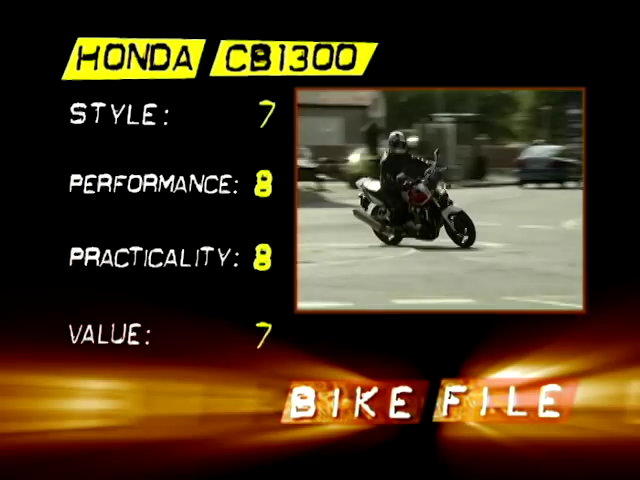 HONDA CB1300
STYLE: 7
PERFORMANCE: 8
PRACTICALITY: 8
VALUE: 7
BIKE FILE